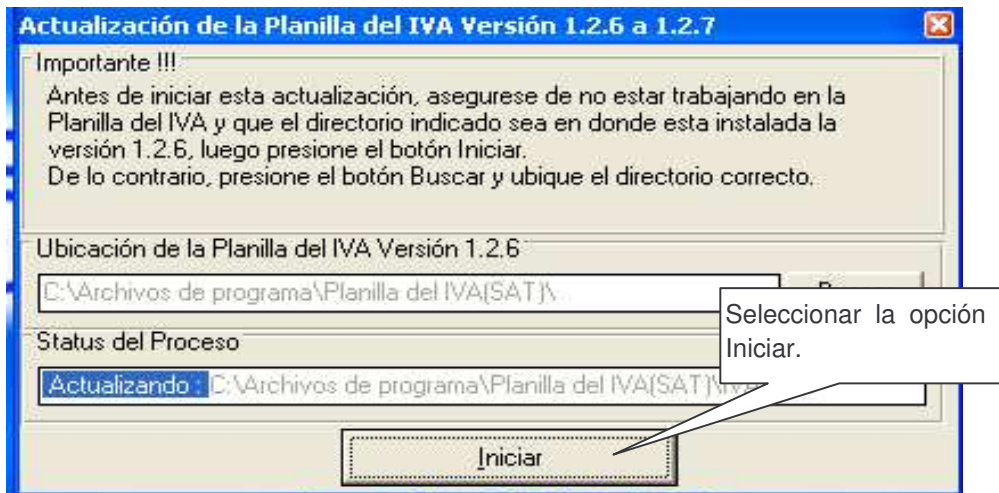 Actualización de la Planilla del IVA Versión 1.2.6 a 1.2.7
Importante !!!
Antes de iniciar esta actualización, asegurese de no estar trabajando en la
Planilla del IVA y que el directorio indicado sea en donde esta instalada la
versión 1.2.6, luego presione el botón Iniciar.
De lo contrario, presione el botón Buscar y ubique el directorio correcto.
Ubicación de la Planilla del IVA Versión 1.2.6
C:\Archivos de programa\Planilla del IVA(SAT)\
Seleccionar la opción
Iniciar.
Status del Proceso
Actualizando : C:\Archivos de programa\Planilla del IVA(SAT)\
Iniciar